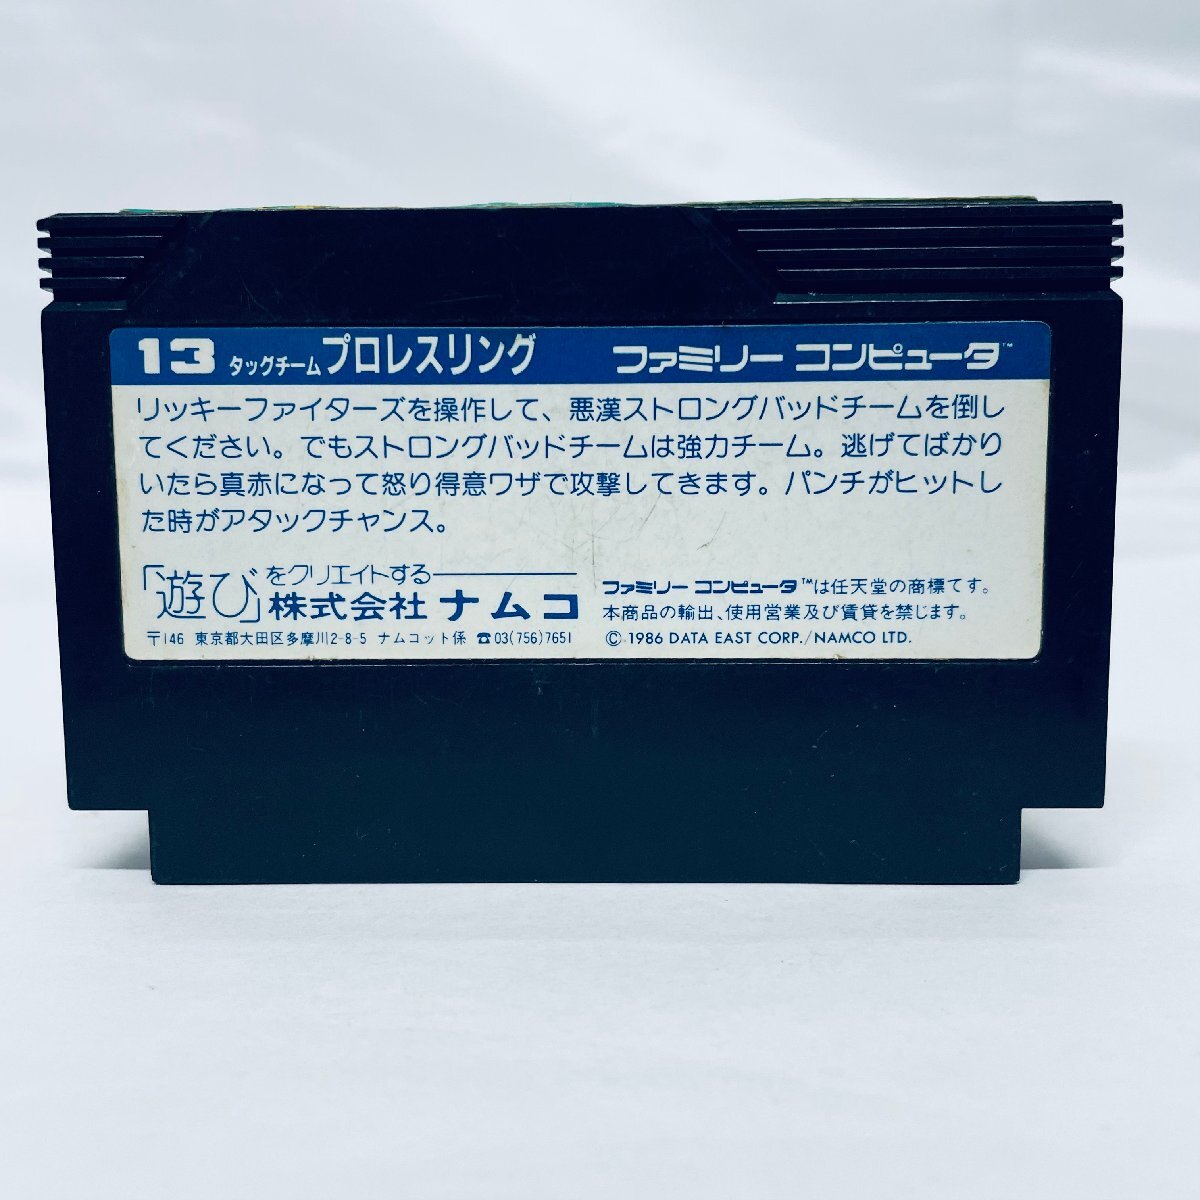 13 タッグチーム プロレスリング ファミリー コンピュータ™
リッキーファイターズを操作して、悪漢ストロングバッドチームを倒し
てください。でもストロングバッドチームは強力チーム。逃げてばかり
いたら真赤になって怒り得意ワザで攻撃してきます。パンチがヒットし
た時がアタックチャンス。
「遊び」をクリエイトする
株式会社 ナムコ
〒146 東京都大田区多摩川2-8-5 ナムコット係 ☎03(756)7651
ファミリー コンピュータ™は任天堂の商標てす。
本商品の輸出、使用営業及び賃貸を禁じます。
© 1986 DATA EAST CORP./NAMCO LTD.